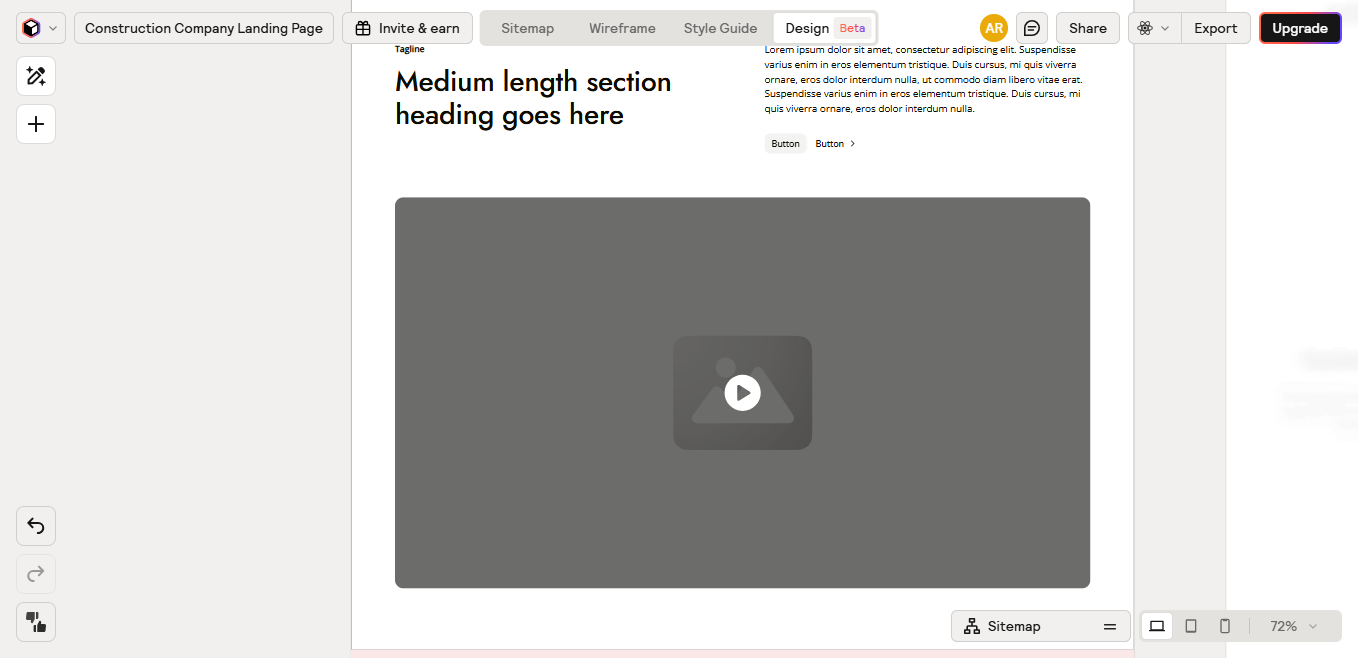 Construction Company Landing Page
Invite & earn
Sitemap
Wireframe
Style Guide
Design
Beta
AR
Share
Export
Upgrade
Tagline
Medium length section
heading goes here
Lorem ipsum dolor sit amet, consectetur adipiscing elit. Suspendisse
varius enim in eros elementum tristique. Duis cursus, mi quis viverra
ornare, eros dolor interdum nulla, ut commodo diam libero vitae erat.
Suspendisse varius enim in eros elementum tristique. Duis cursus, mi
quis viverra ornare, eros dolor interdum nulla.
Button
Button
Sitemap
72%